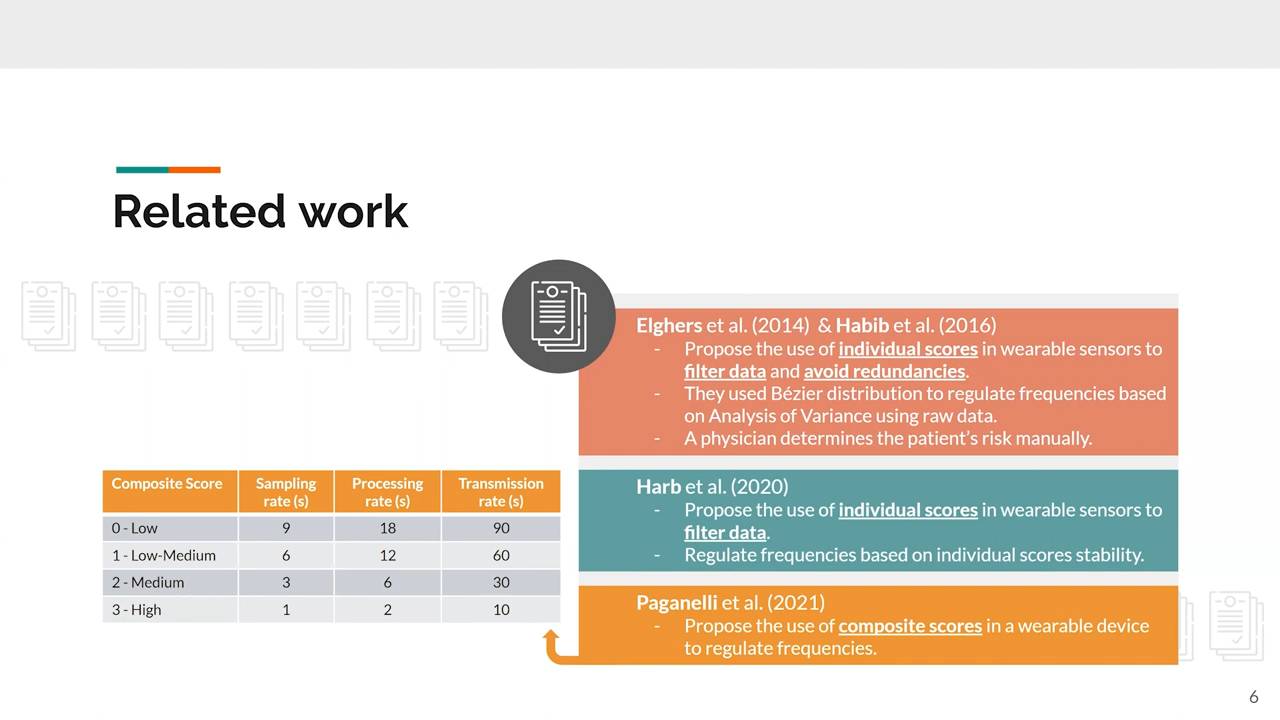 Related work
Elghers et al. (2014) & Habib et al. (2016)
- Propose the use of individual scores in wearable sensors to
filter data and avoid redundancies.
- They used Bézier distribution to regulate frequencies based
on Analysis of Variance using raw data.
- A physician determines the patient's risk manually.
Harb et al. (2020)
- Propose the use of individual scores in wearable sensors to
filter data.
- Regulate frequencies based on individual scores stability.
Paganelli et al. (2021)
- Propose the use of composite scores in a wearable device
to regulate frequencies.
Composite Score Sampling rate (s) Processing rate (s) Transmission rate (s)
0 - Low 9 18 90
1 - Low-Medium 6 12 60
2 - Medium 3 6 30
3 - High 1 2 10
6